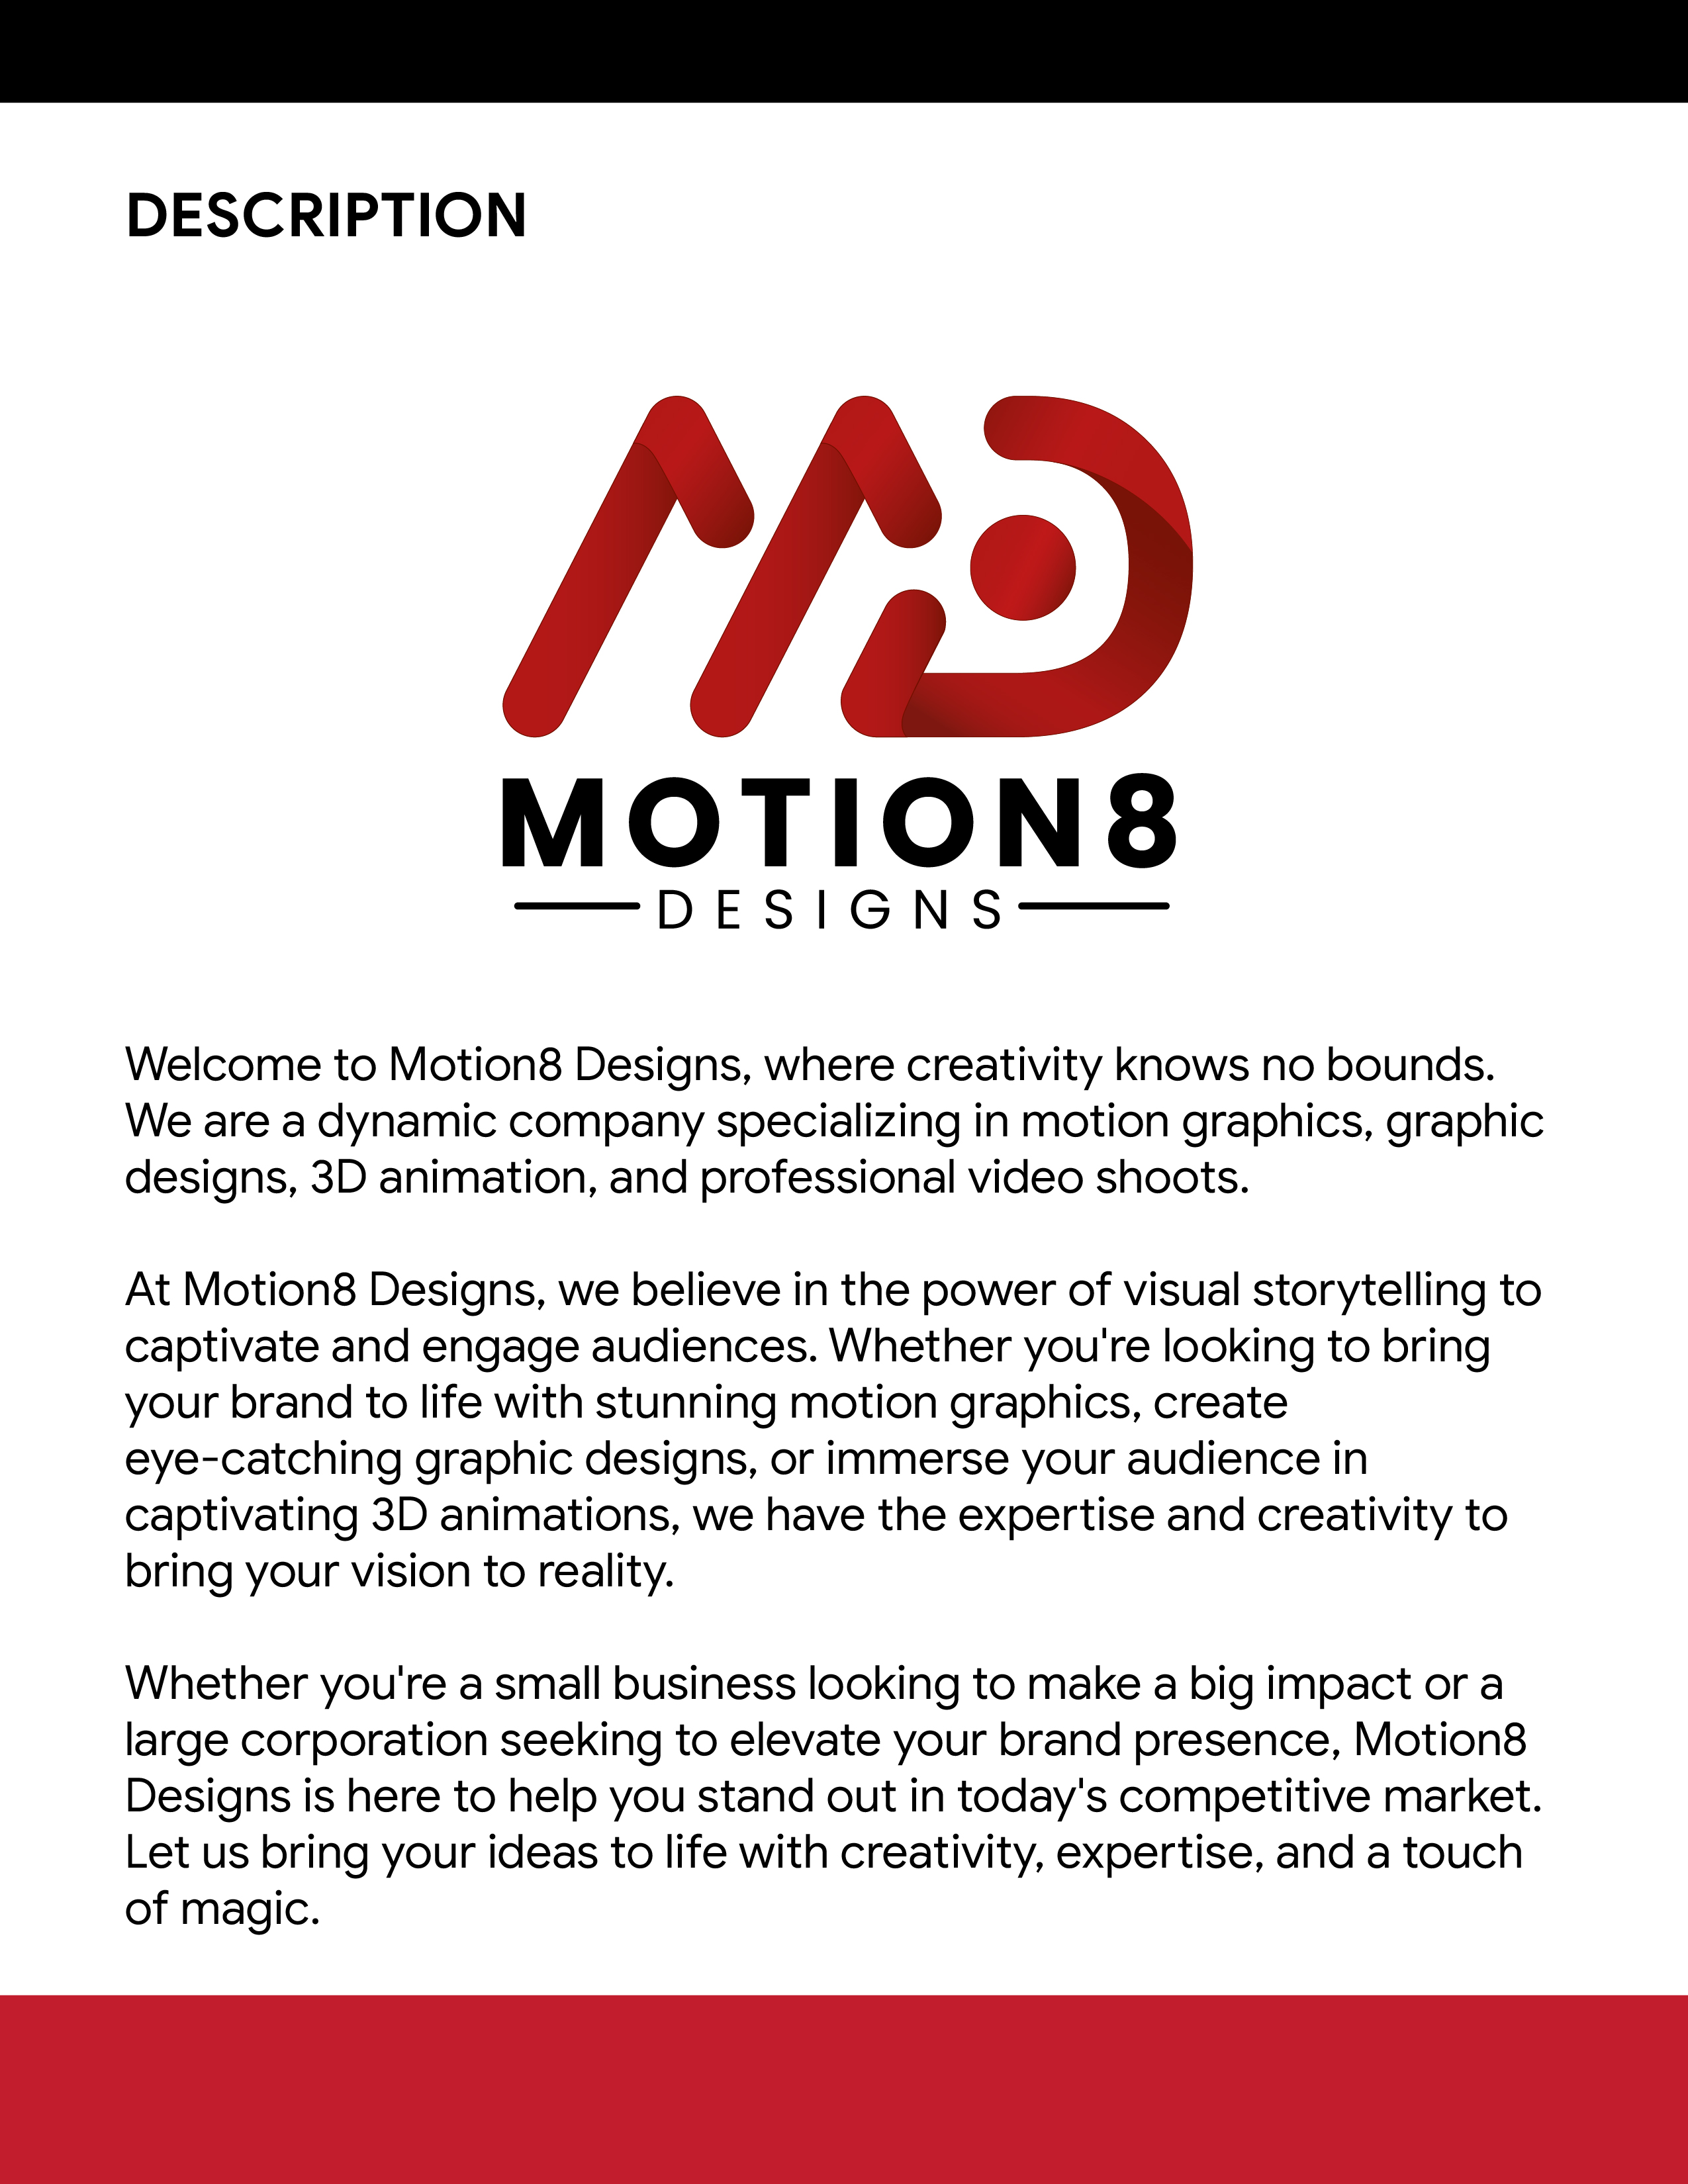 DESCRIPTION
MOTION8
DESIGNS
Welcome to Motion8 Designs, where creativity knows no bounds.
We are a dynamic company specializing in motion graphics, graphic
designs, 3D animation, and professional video shoots.
At Motion8 Designs, we believe in the power of visual storytelling to
captivate and engage audiences. Whether you're looking to bring
your brand to life with stunning motion graphics, create
eye-catching graphic designs, or immerse your audience in
captivating 3D animations, we have the expertise and creativity to
bring your vision to reality.
Whether you're a small business looking to make a big impact or a
large corporation seeking to elevate your brand presence, Motion8
Designs is here to help you stand out in today's competitive market.
Let us bring your ideas to life with creativity, expertise, and a touch
of magic.